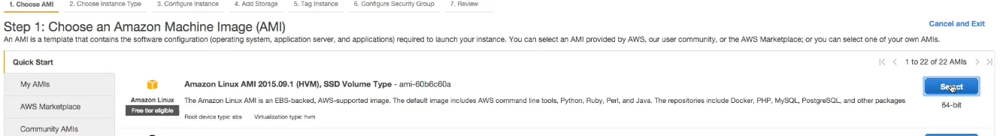 1. Choose AMI 2. Choose Instance Type 3. Configure Instance 4. Add Storage 5. Tag Instance 6. Configure Security Group 7. Review
Step 1: Choose an Amazon Machine Image (AMI)
Cancel and Exit
An AMI is a template that contains the software configuration (operating system, application server, and applications) required to launch your instance. You can select an AMI provided by AWS, our user community, or the AWS Marketplace; or you can select one of your own AMIs.
Quick Start
1 to 22 of 22 AMIs
My AMIs
AWS Marketplace
Community AMIs
Amazon Linux
Free tier eligible
Amazon Linux AMI 2015.09.1 (HVM), SSD Volume Type - ami-60b6c60a
The Amazon Linux AMI is an EBS-backed, AWS-supported image. The default image includes AWS command line tools, Python, Ruby, Perl, and Java. The repositories include Docker, PHP, MySQL, PostgreSQL, and other packages
Root device type: ebs Virtualization type: hvm
Select
64-bit